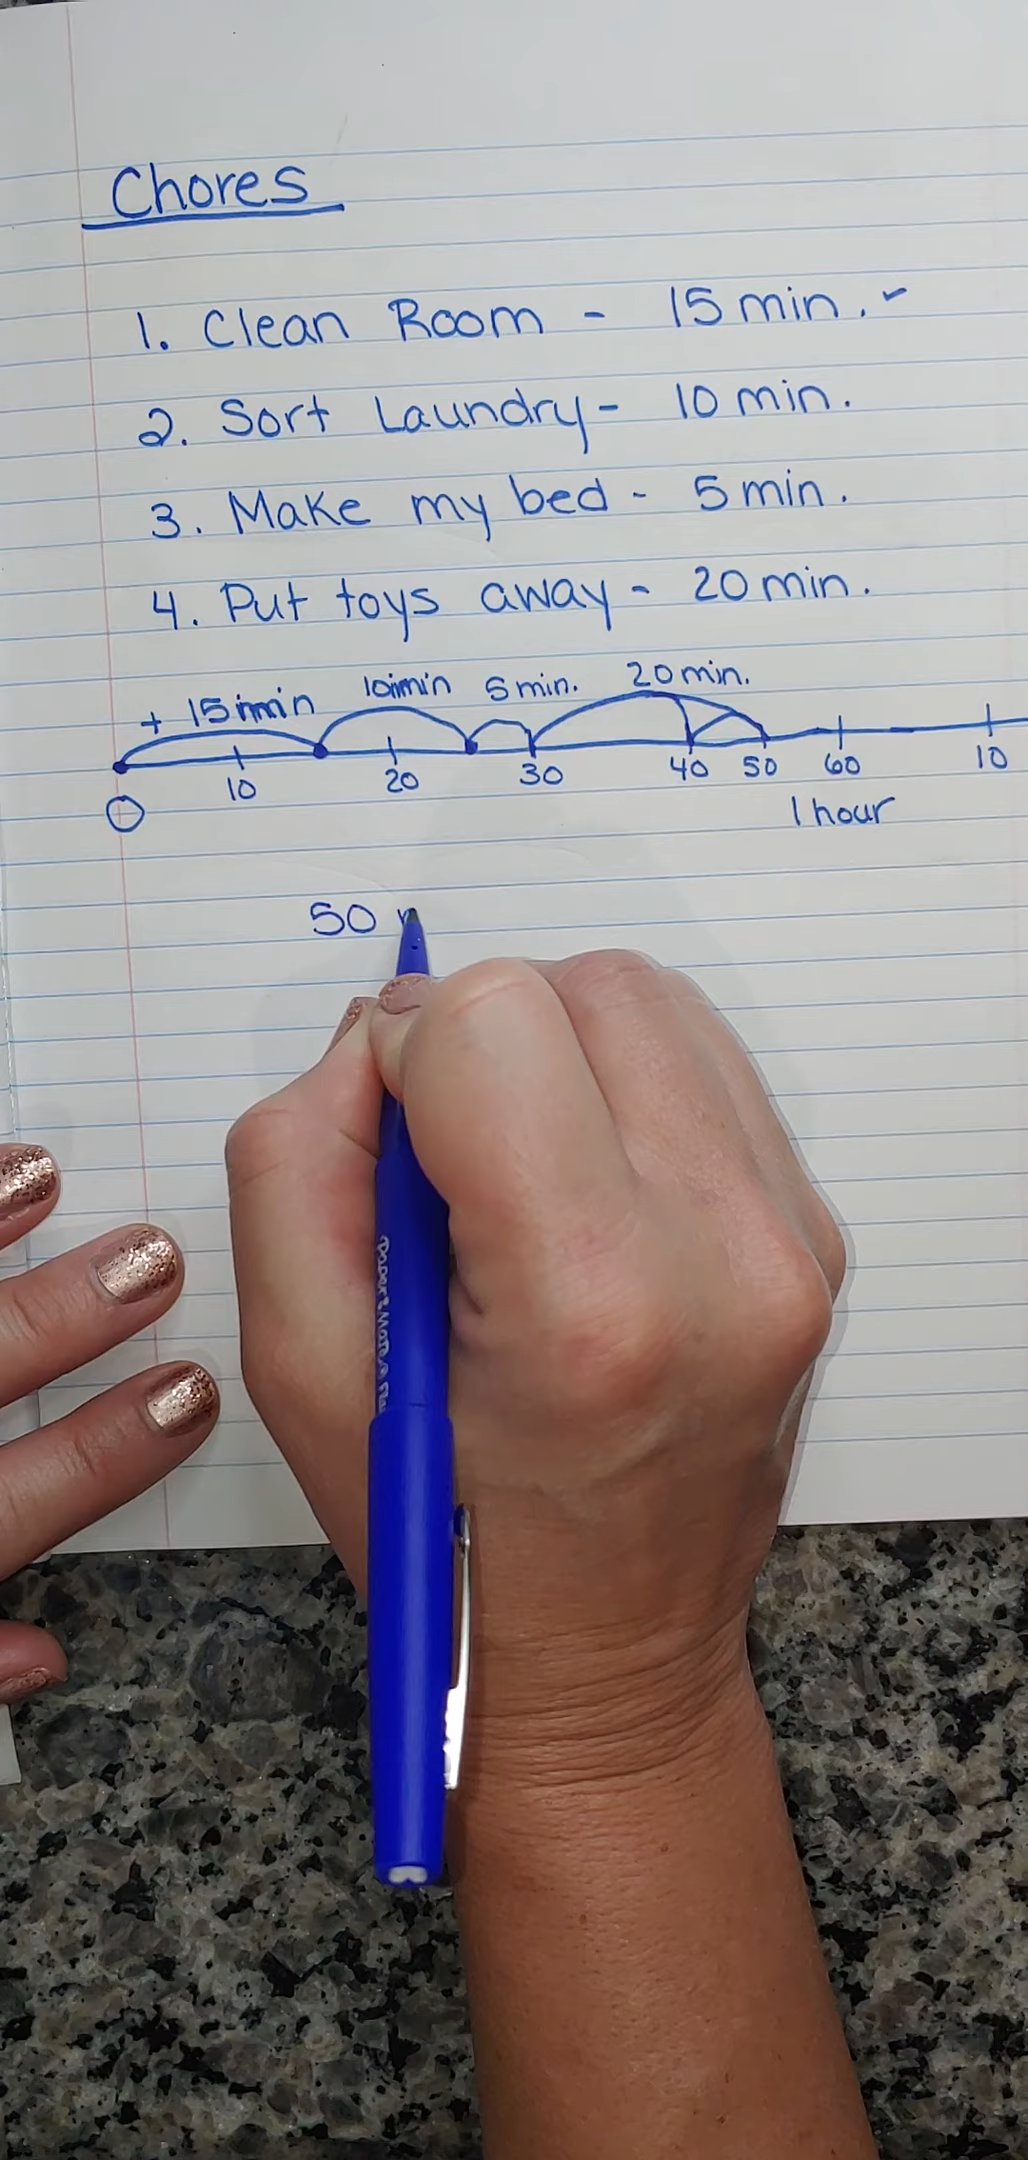 Chores
1. Clean Room - 15 min. ✓
2. Sort Laundry - 10 min.
3. Make my bed - 5 min.
4. Put toys away - 20 min.
+ 15 min 10 min 5 min. 20 min.
0 10 20 30 40 50 60 10
1 hour
50